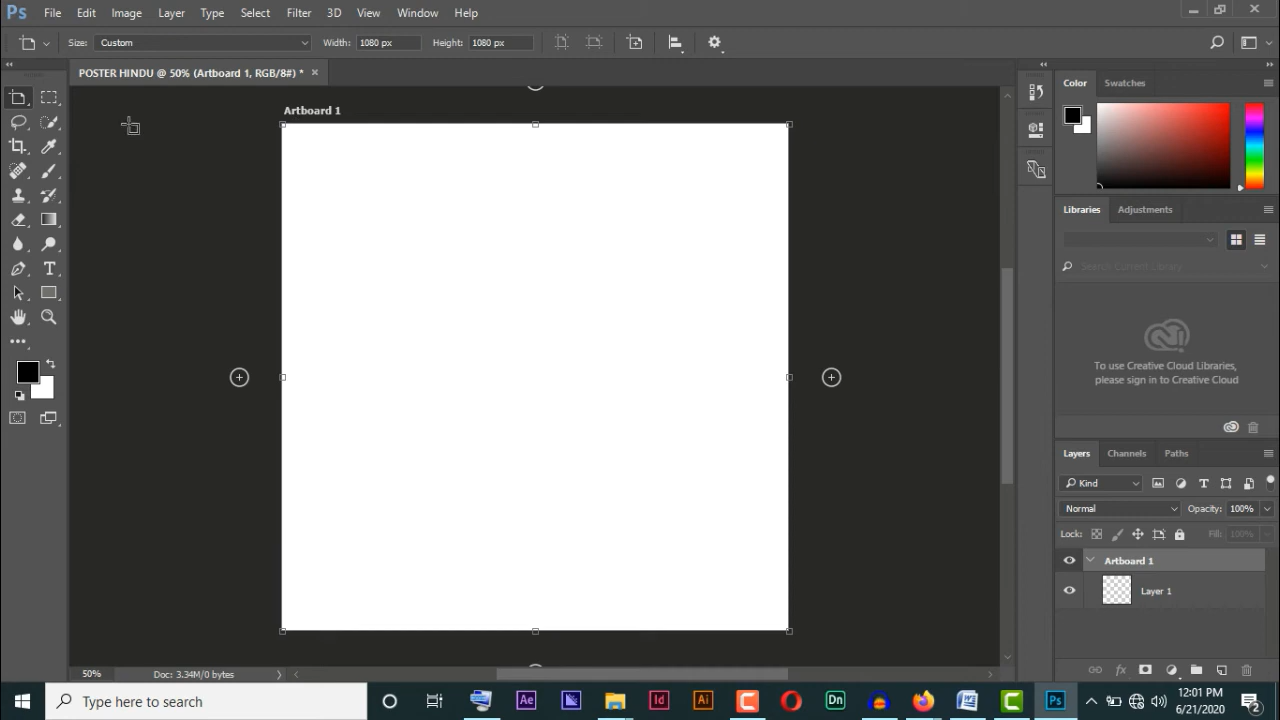 Ps File Edit Image Layer Type Select Filter 3D View Window Help
Size: Custom Width: 1080 px Height: 1080 px
POSTER HINDU @ 50% (Artboard 1, RGB/8#) * ×
Artboard 1
Color Swatches
Libraries Adjustments
Search Current Library
To use Creative Cloud Libraries,
please sign in to Creative Cloud
Layers Channels Paths
Kind
Normal Opacity: 100%
Lock: Fill: 100%
Artboard 1
Layer 1
50% Doc: 3.34M/0 bytes
Type here to search
Ae Id Ai Dn Ps
12:01 PM
6/21/2020
2